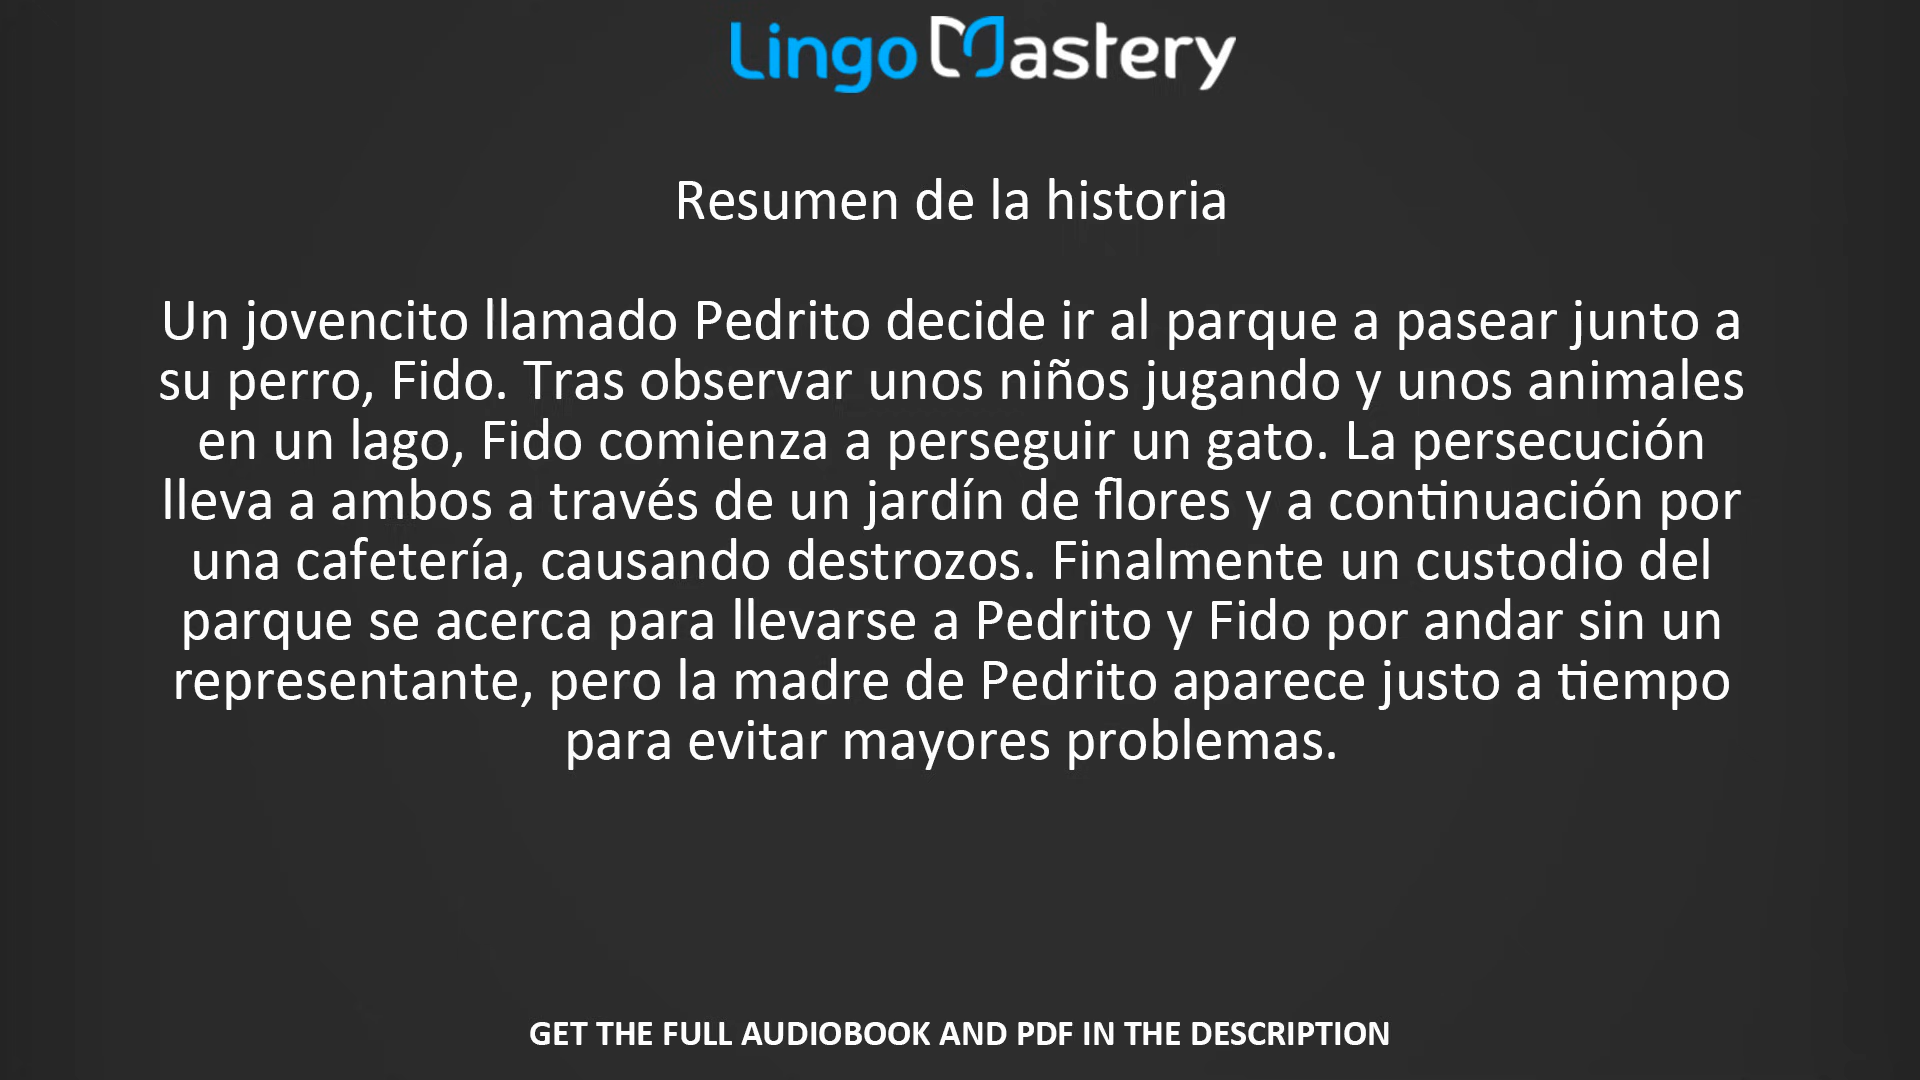 Lingo Mastery
Resumen de la historia
Un jovencito llamado Pedrito decide ir al parque a pasear junto a
su perro, Fido. Tras observar unos niños jugando y unos animales
en un lago, Fido comienza a perseguir un gato. La persecución
lleva a ambos a través de un jardín de flores y a continuación por
una cafetería, causando destrozos. Finalmente un custodio del
parque se acerca para llevarse a Pedrito y Fido por andar sin un
representante, pero la madre de Pedrito aparece justo a tiempo
para evitar mayores problemas.
GET THE FULL AUDIOBOOK AND PDF IN THE DESCRIPTION